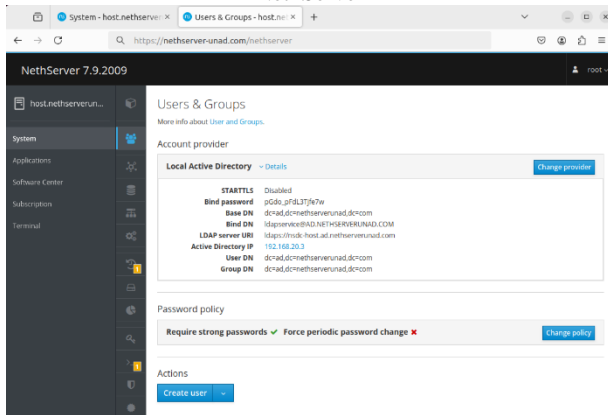 System - host.nethserver
Users & Groups - host.net
https://nethserver-unad.com/nethserver
NethServer 7.9.2009
root
host.nethserverun...
System
Applications
Software Center
Subscription
Terminal
1
1
Users & Groups
More info about User and Groups.
Account provider
Local Active Directory
Details
Change provider
STARTTLS Disabled
Bind password
Base DN dc=ad,dc=nethserverunad,dc=com
Bind DN ldapservice@AD.NETHSERVERUNAD.COM
LDAP server URI ldaps://nsdc-host.ad.nethserverunad.com
Active Directory IP 192.168.20.3
User DN dc=ad,dc=nethserverunad,dc=com
Group DN dc=ad,dc=nethserverunad,dc=com
Password policy
Require strong passwords ✔ Force periodic password change ✖
Change policy
Actions
Create user